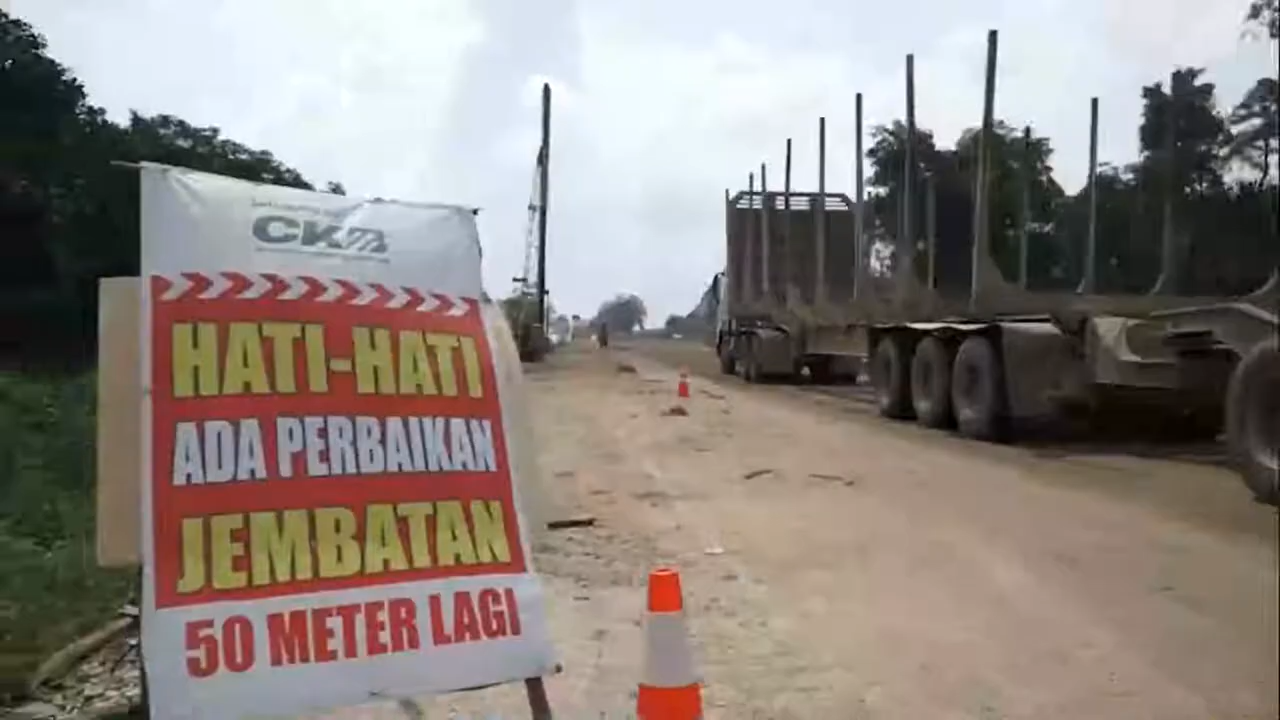 CKA
HATI-HATI
ADA PERBAIKAN
JEMBATAN
50 METER LAGI